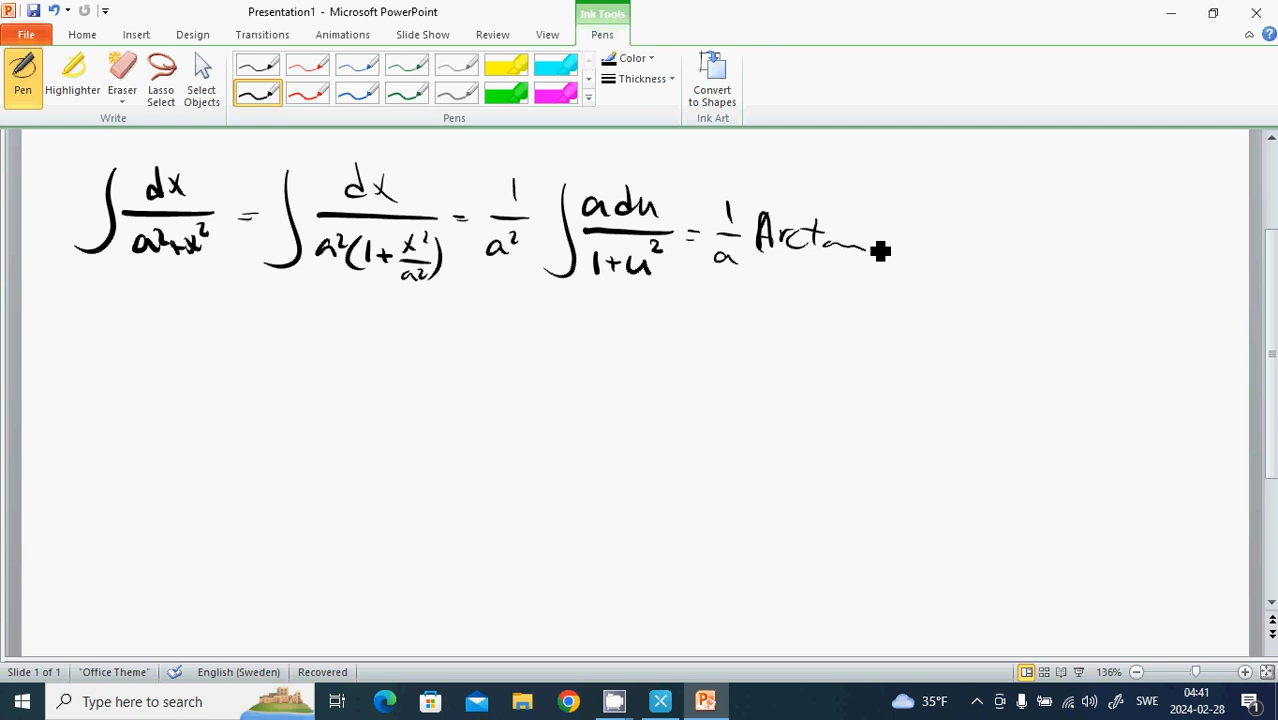 Presentation1 - Microsoft PowerPoint
Ink Tools
File Home Insert Design Transitions Animations Slide Show Review View Pens
Pen Highlighter Eraser Lasso Select Select Objects
Color
Thickness
Convert to Shapes
Write Pens Ink Art
∫ dx/(a²+x²) = ∫ dx/(a²(1+x²/a²)) = 1/a² ∫ a du/(1+u²) = 1/a Arctan
Slide 1 of 1 "Office Theme" English (Sweden) Recovered 136%
Type here to search 35°F SWE 04:41
2024-02-28